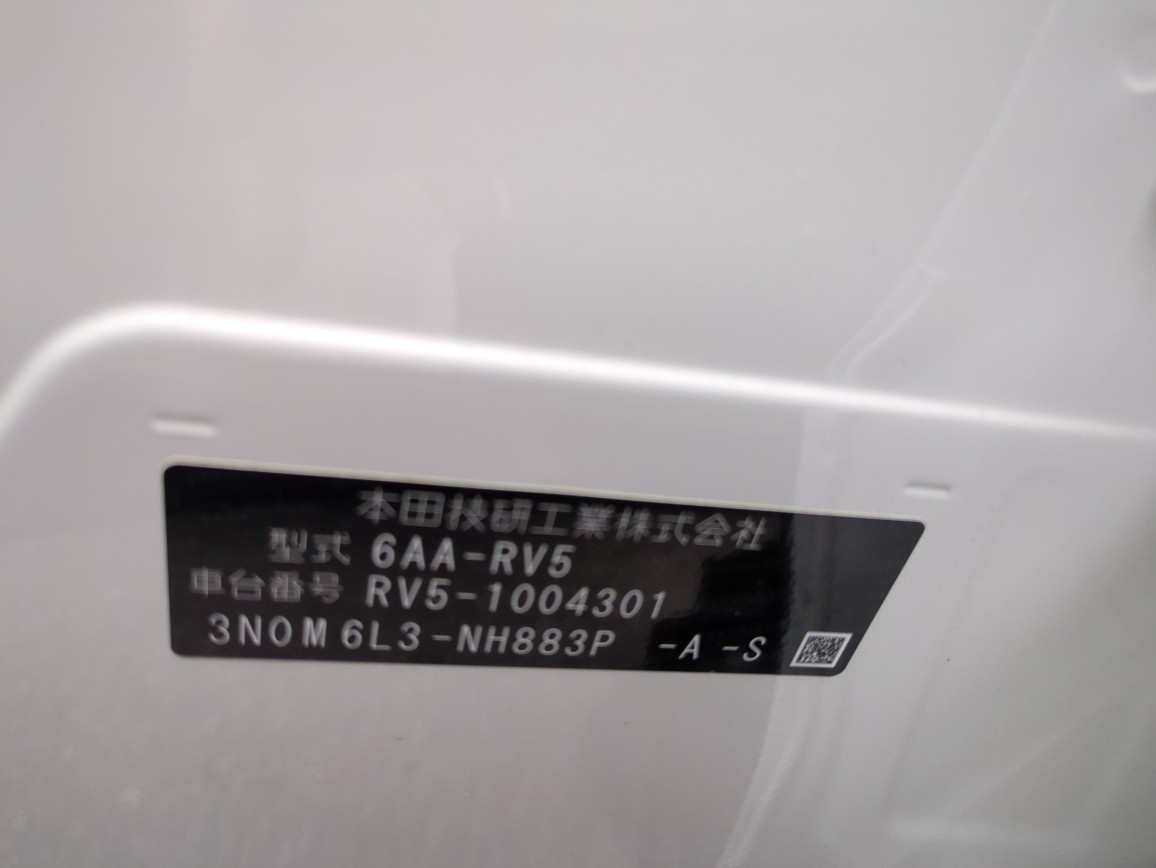 本田技研工業株式会社
型式 6AA-RV5
車台番号 RV5-1004301
3N0M6L3-NH883P -A -S